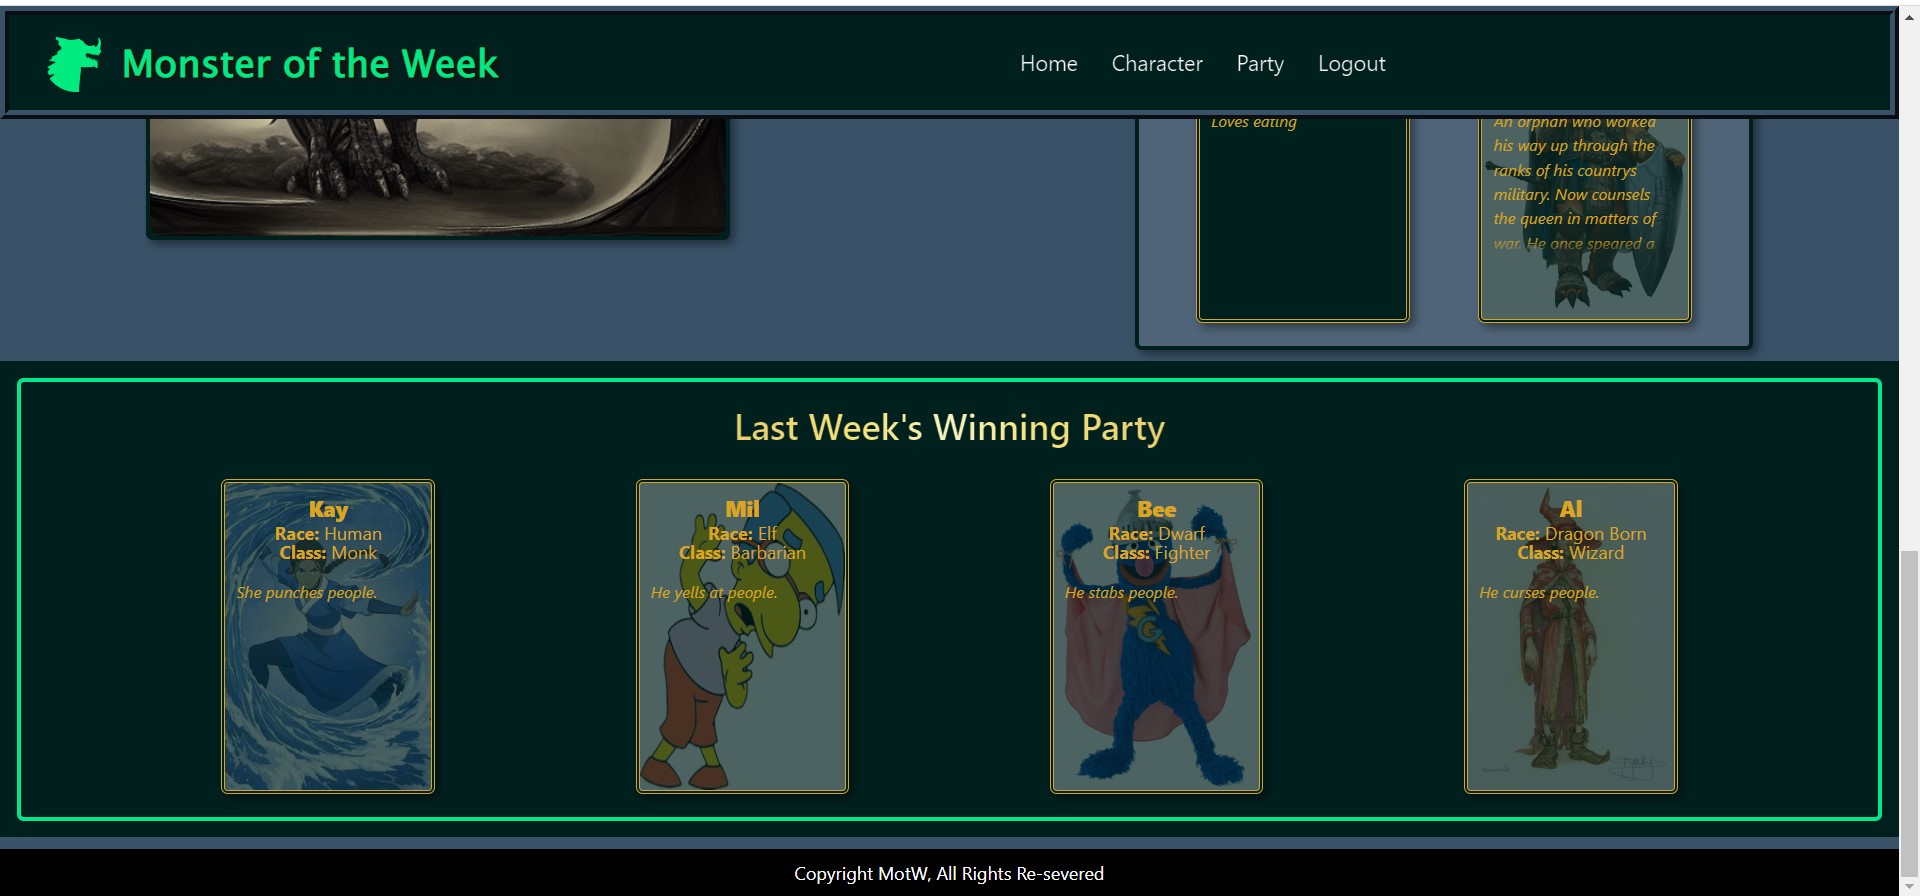 Monster of the Week
Home Character Party Logout
Loves eating
An orphan who worked
his way up through the
ranks of his countrys
military. Now counsels
the queen in matters of
war. He once speared a
Last Week's Winning Party
Kay
Race: Human
Class: Monk
She punches people.
Mil
Race: Elf
Class: Barbarian
He yells at people.
Bee
Race: Dwarf
Class: Fighter
He stabs people.
G
Al
Race: Dragon Born
Class: Wizard
He curses people.
Copyright MotW, All Rights Re-severed